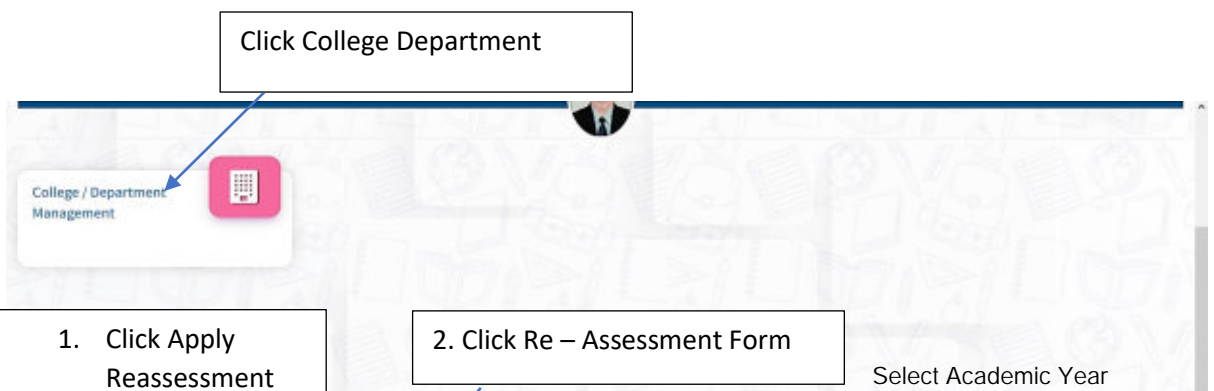 Click College Department
College / Department
Management
1. Click Apply
Reassessment
2. Click Re – Assessment Form
Select Academic Year